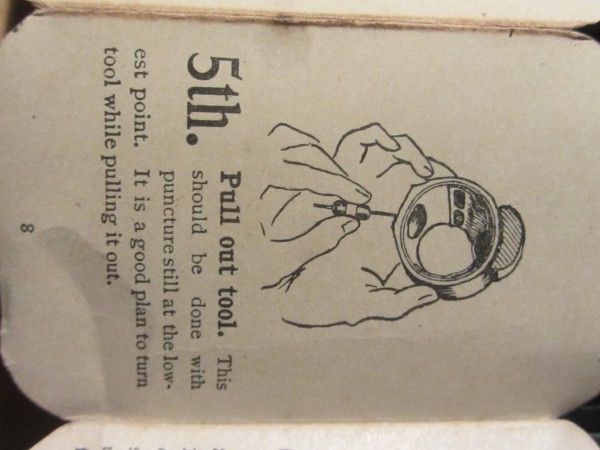 5th. Pull out tool. This
should be done with
puncture still at the low-
est point. It is a good plan to turn
tool while pulling it out.
8